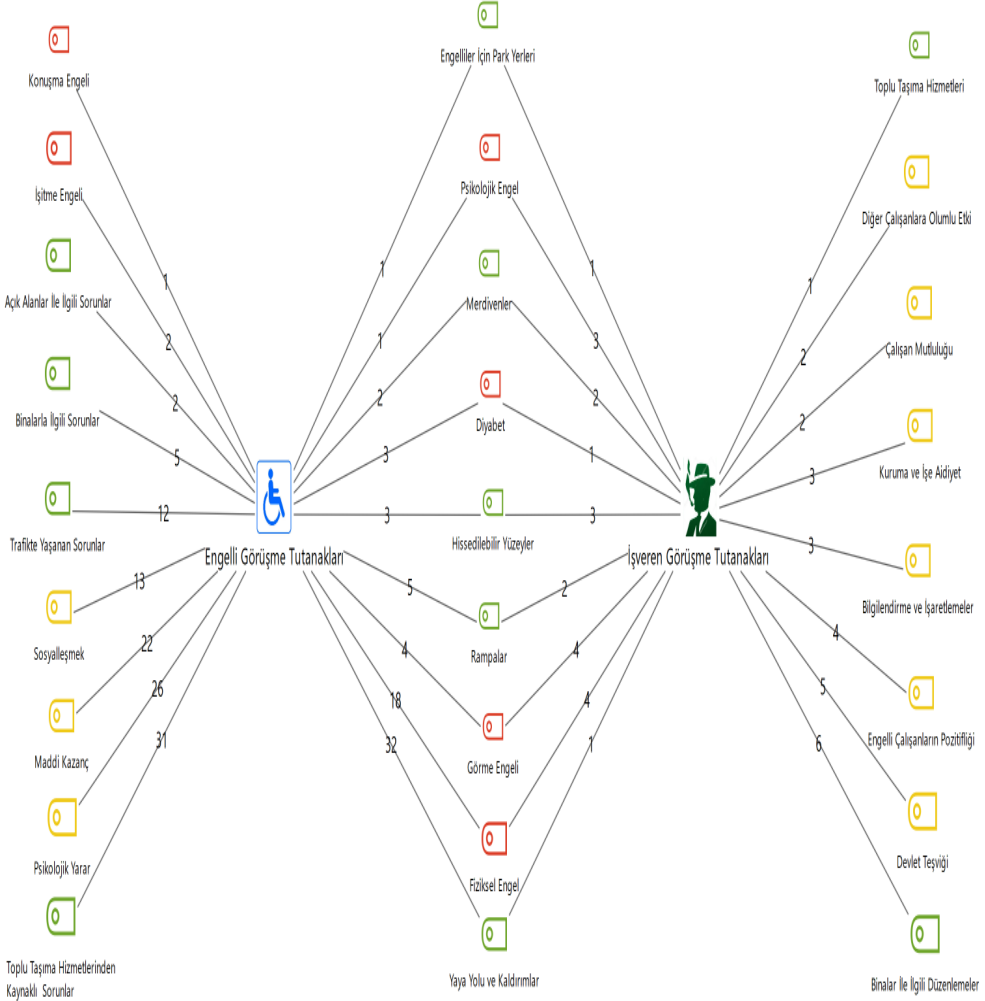 Konuşma Engeli
İşitme Engeli
Açık Alanlar İle İlgili Sorunlar
Binalarla İlgili Sorunlar
Trafikte Yaşanan Sorunlar
Sosyalleşmek
Maddi Kazanç
Psikolojik Yarar
Toplu Taşıma Hizmetlerinden
Kaynaklı Sorunlar
1
2
2
5
12
13
22
26
31
Engelli Görüşme Tutanakları
1
1
2
3
3
5
4
18
32
Engelliler İçin Park Yerleri
Psikolojik Engel
Merdivenler
Diyabet
Hissedilebilir Yüzeyler
Rampalar
Görme Engeli
Fiziksel Engel
Yaya Yolu ve Kaldırımlar
1
3
2
1
3
2
4
4
1
İşveren Görüşme Tutanakları
1
2
2
3
3
4
5
6
Toplu Taşıma Hizmetleri
Diğer Çalışanlara Olumlu Etki
Çalışan Mutluluğu
Kuruma ve İşe Aidiyet
Bilgilendirme ve İşaretlemeler
Engelli Çalışanların Pozitifliği
Devlet Teşviği
Binalar İle İlgili Düzenlemeler